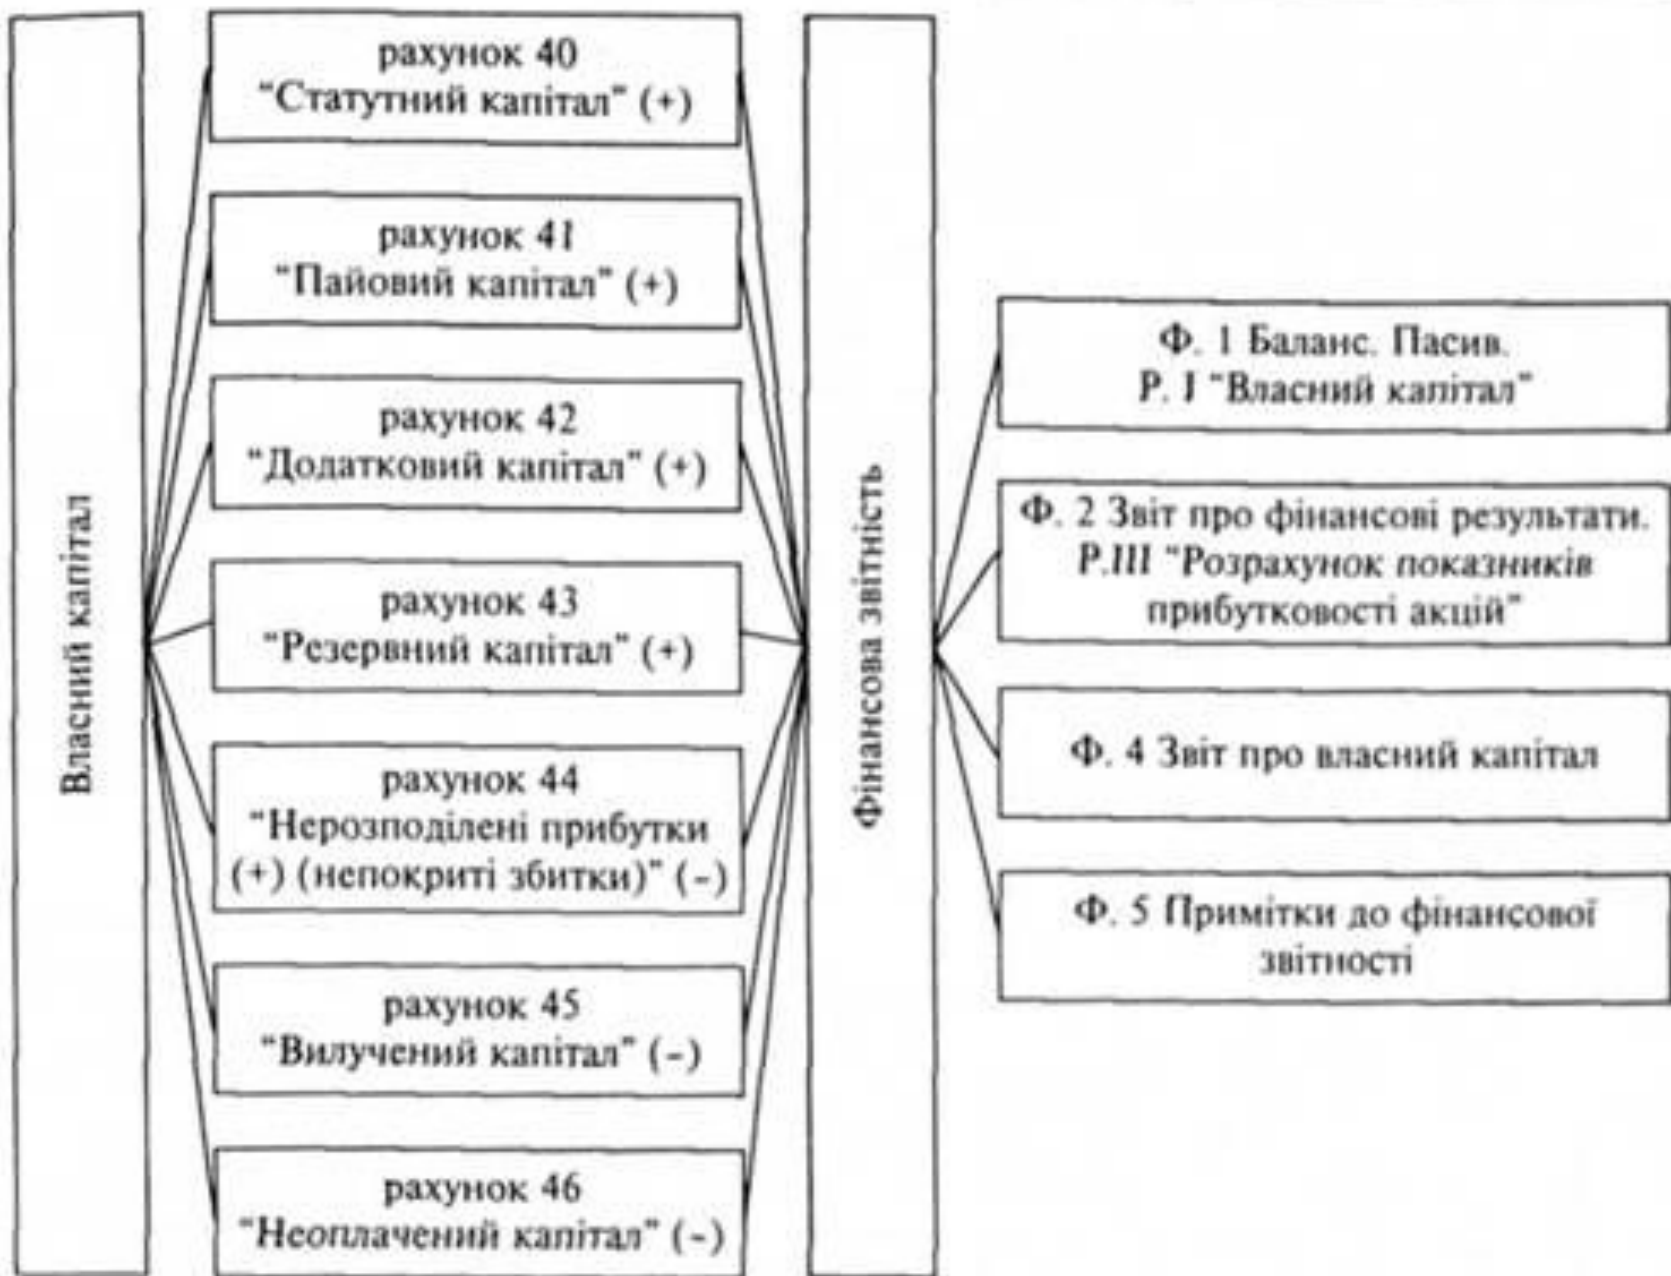 Власний капітал
рахунок 40
“Статутний капітал” (+)
рахунок 41
“Пайовий капітал” (+)
рахунок 42
“Додатковий капітал” (+)
рахунок 43
“Резервний капітал” (+)
рахунок 44
“Нерозподілені прибутки
(+) (непокриті збитки)” (–)
рахунок 45
“Вилучений капітал” (–)
рахунок 46
“Неоплачений капітал” (–)
Фінансова звітність
Ф. 1 Баланс. Пасив.
Р. I “Власний капітал”
Ф. 2 Звіт про фінансові результати.
Р.III “Розрахунок показників
прибутковості акцій”
Ф. 4 Звіт про власний капітал
Ф. 5 Примітки до фінансової
звітності